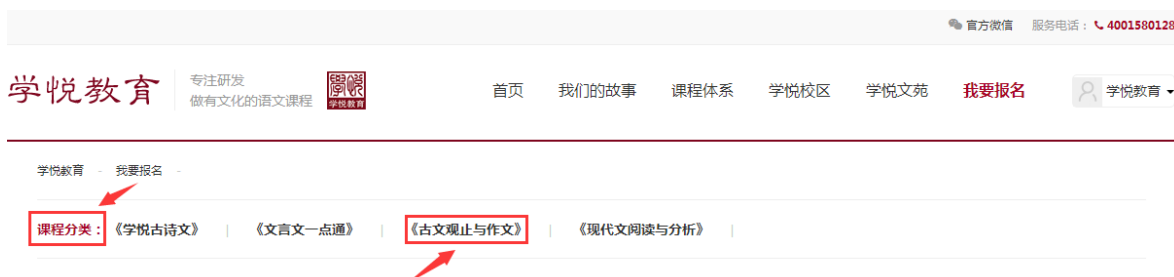 官方微信 服务电话： 4001580128
学悦教育 专注研发
做有文化的语文课程 學悦 学悦教育
首页 我们的故事 课程体系 学悦校区 学悦文苑 我要报名 学悦教育
学悦教育 - 我要报名 -
课程分类： 《学悦古诗文》 | 《文言文一点通》 | 《古文观止与作文》 | 《现代文阅读与分析》 |